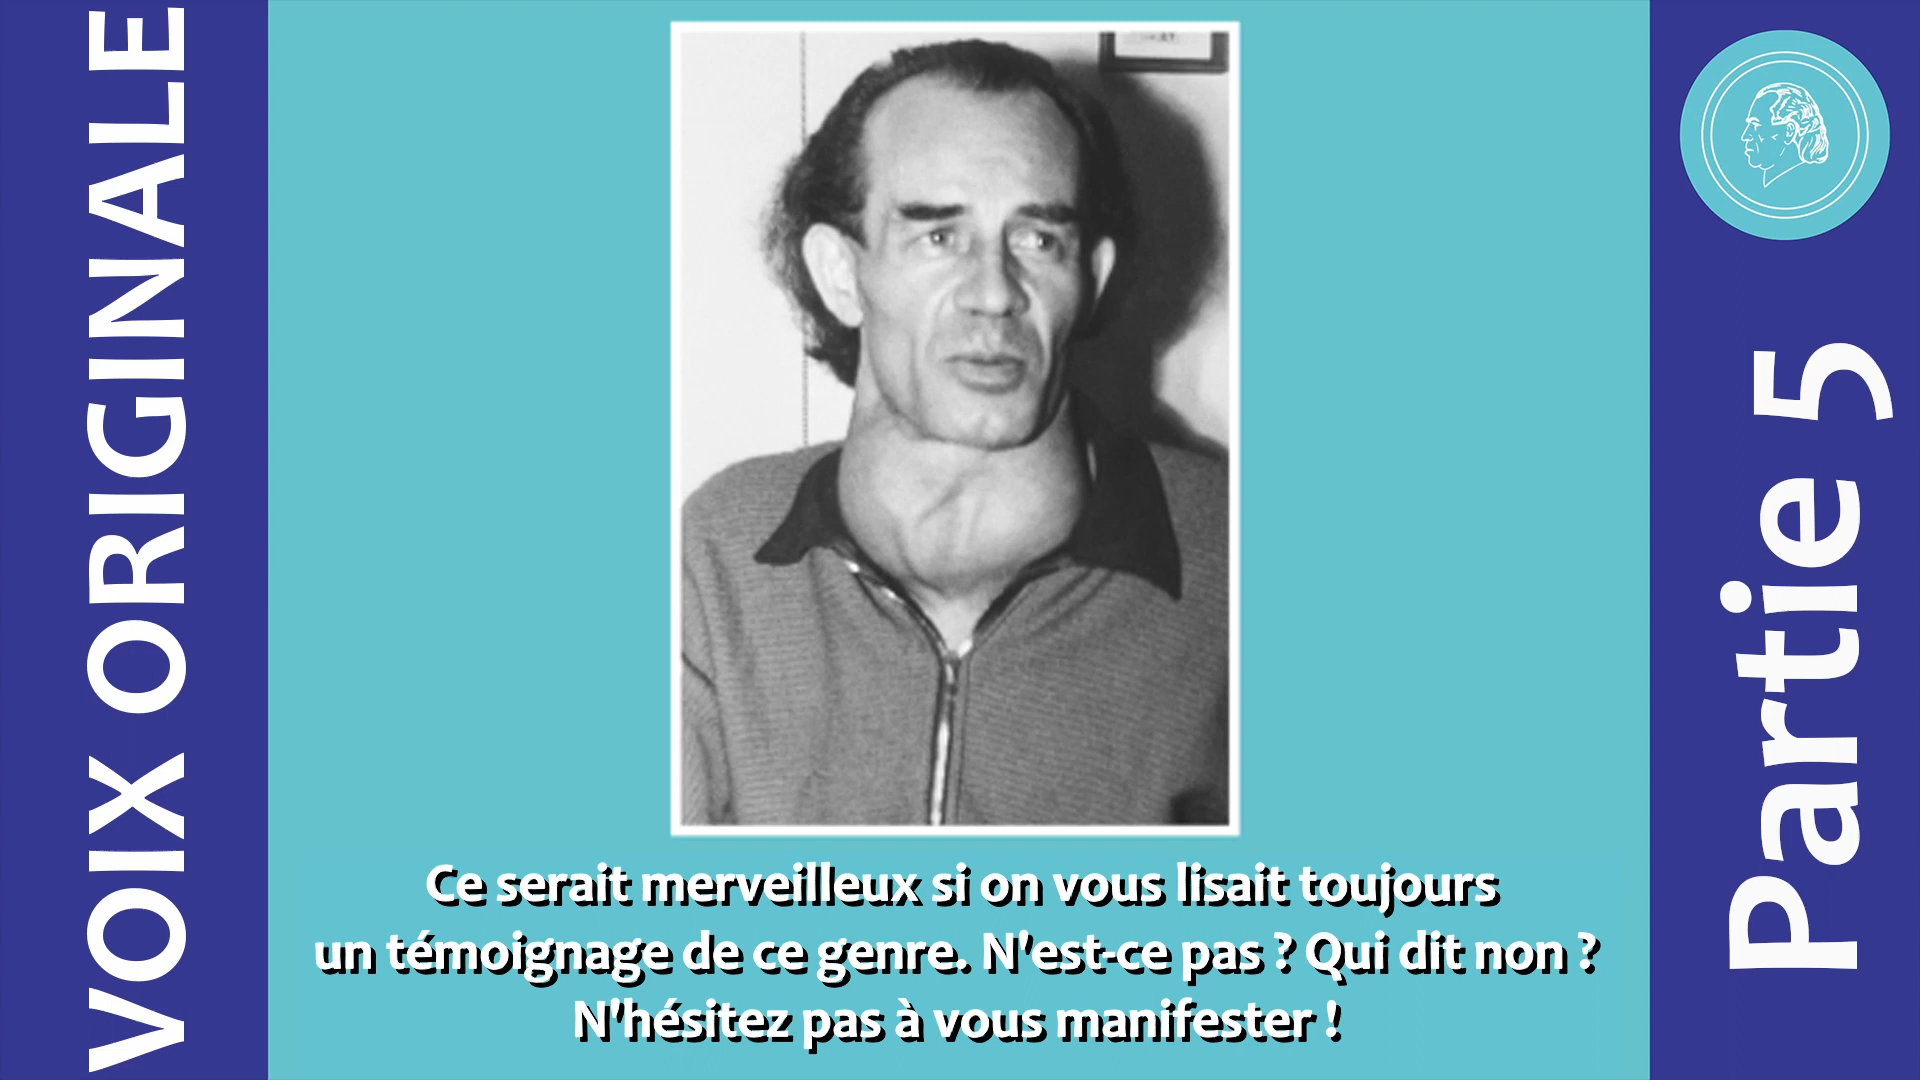 VOIX ORIGINALE
Partie 5
Ce serait merveilleux si on vous lisait toujours
un témoignage de ce genre. N'est-ce pas ? Qui dit non ?
N'hésitez pas à vous manifester !